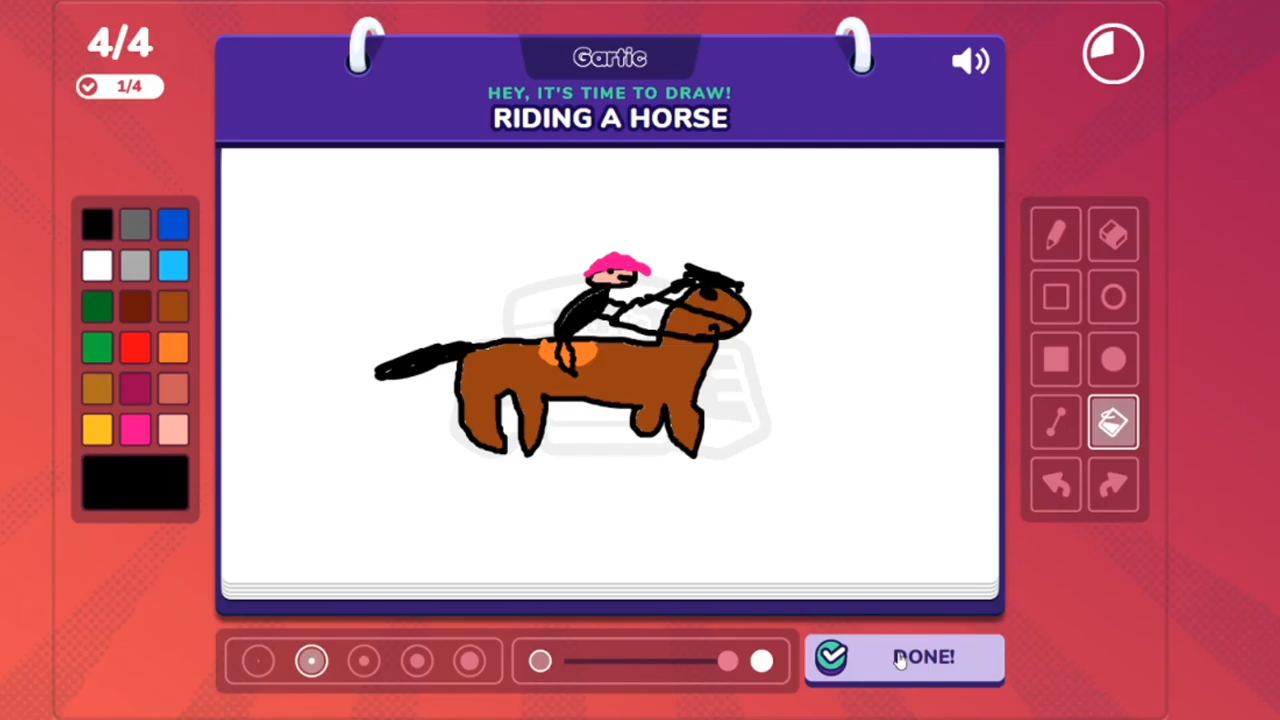 4/4
1/4
Gartic
HEY, IT'S TIME TO DRAW!
RIDING A HORSE
DONE!